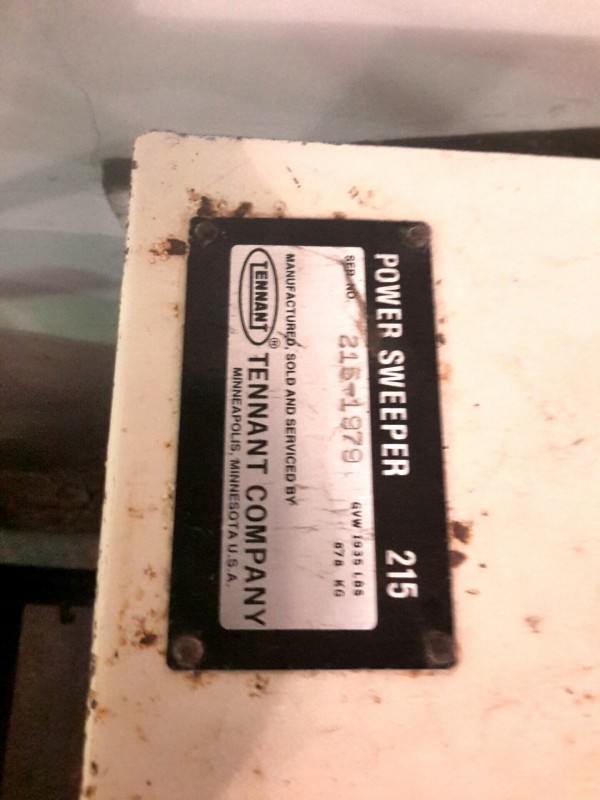 POWER SWEEPER 215
SER NO. 215-1979 GVW 1935 LBS
878 KG
MANUFACTURED, SOLD AND SERVICED BY
TENNANT® TENNANT COMPANY
MINNEAPOLIS, MINNESOTA U.S.A.